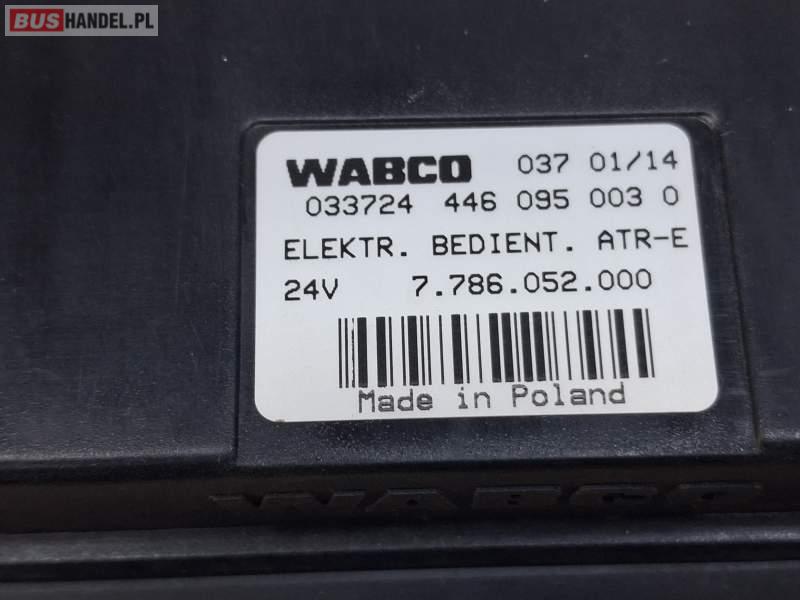 BUSHANDEL.PL
WABCO 037 01/14
033724 446 095 003 0
ELEKTR. BEDIENT. ATR-E
24V 7.786.052.000
Made in Poland
WABCO